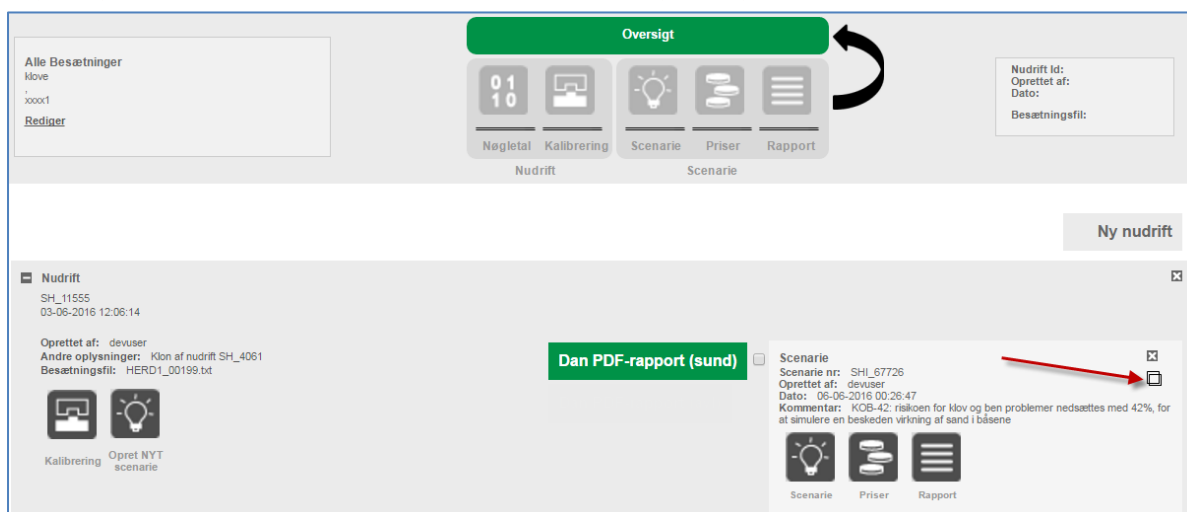 Alle Besætninger
klove
,
xxxx1
Rediger
Oversigt
01
10
Nøgletal Kalibrering Scenarie Priser Rapport
Nudrift Scenarie
Nudrift Id:
Oprettet af:
Dato:
Besætningsfil:
Ny nudrift
Nudrift
SH_11555
03-06-2016 12:06:14
Oprettet af: devuser
Andre oplysninger: Klon af nudrift SH_4061
Besætningsfil: HERD1_00199.txt
Kalibrering
Opret NYT
scenarie
Dan PDF-rapport (sund)
Scenarie
Scenarie nr: SHI_67726
Oprettet af: devuser
Dato: 06-06-2016 00:26:47
Kommentar: KOB-42: risikoen for klov og ben problemer nedsættes med 42%, for
at simulere en beskeden virkning af sand i båsene
Scenarie Priser Rapport